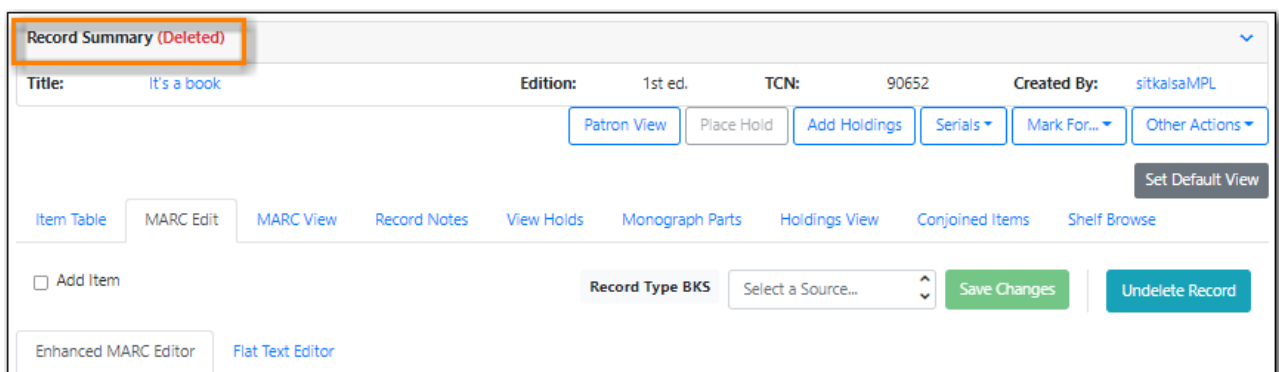 Record Summary (Deleted)
Title: It's a book Edition: 1st ed. TCN: 90652 Created By: sitkalsaMPL
Patron View Place Hold Add Holdings Serials Mark For... Other Actions
Set Default View
Item Table MARC Edit MARC View Record Notes View Holds Monograph Parts Holdings View Conjoined Items Shelf Browse
Add Item Record Type BKS Select a Source... Save Changes Undelete Record
Enhanced MARC Editor Flat Text Editor